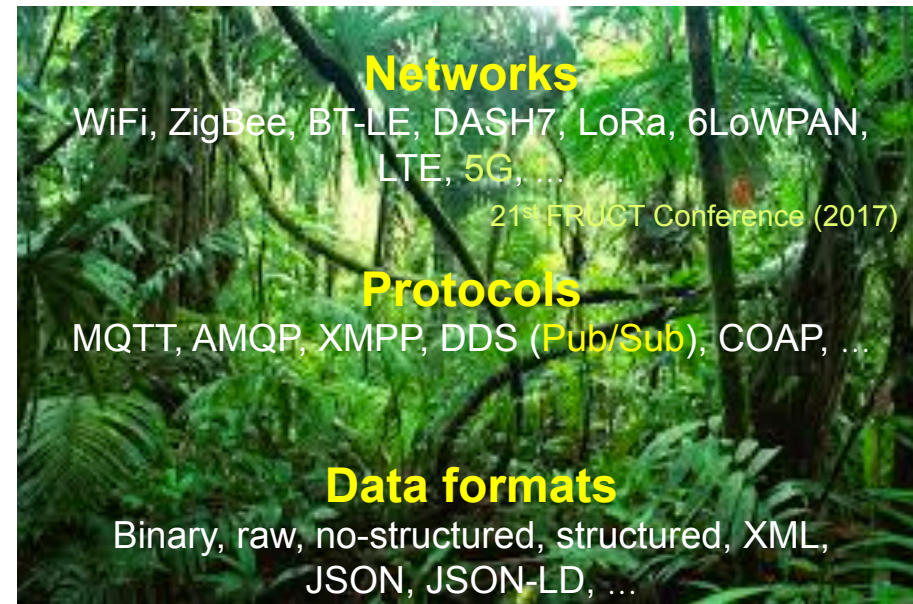 Networks
WiFi, ZigBee, BT-LE, DASH7, LoRa, 6LoWPAN,
LTE, 5G, ...
21st FRUCT Conference (2017)
Protocols
MQTT, AMQP, XMPP, DDS (Pub/Sub), COAP, ...
Data formats
Binary, raw, no-structured, structured, XML,
JSON, JSON-LD, ...